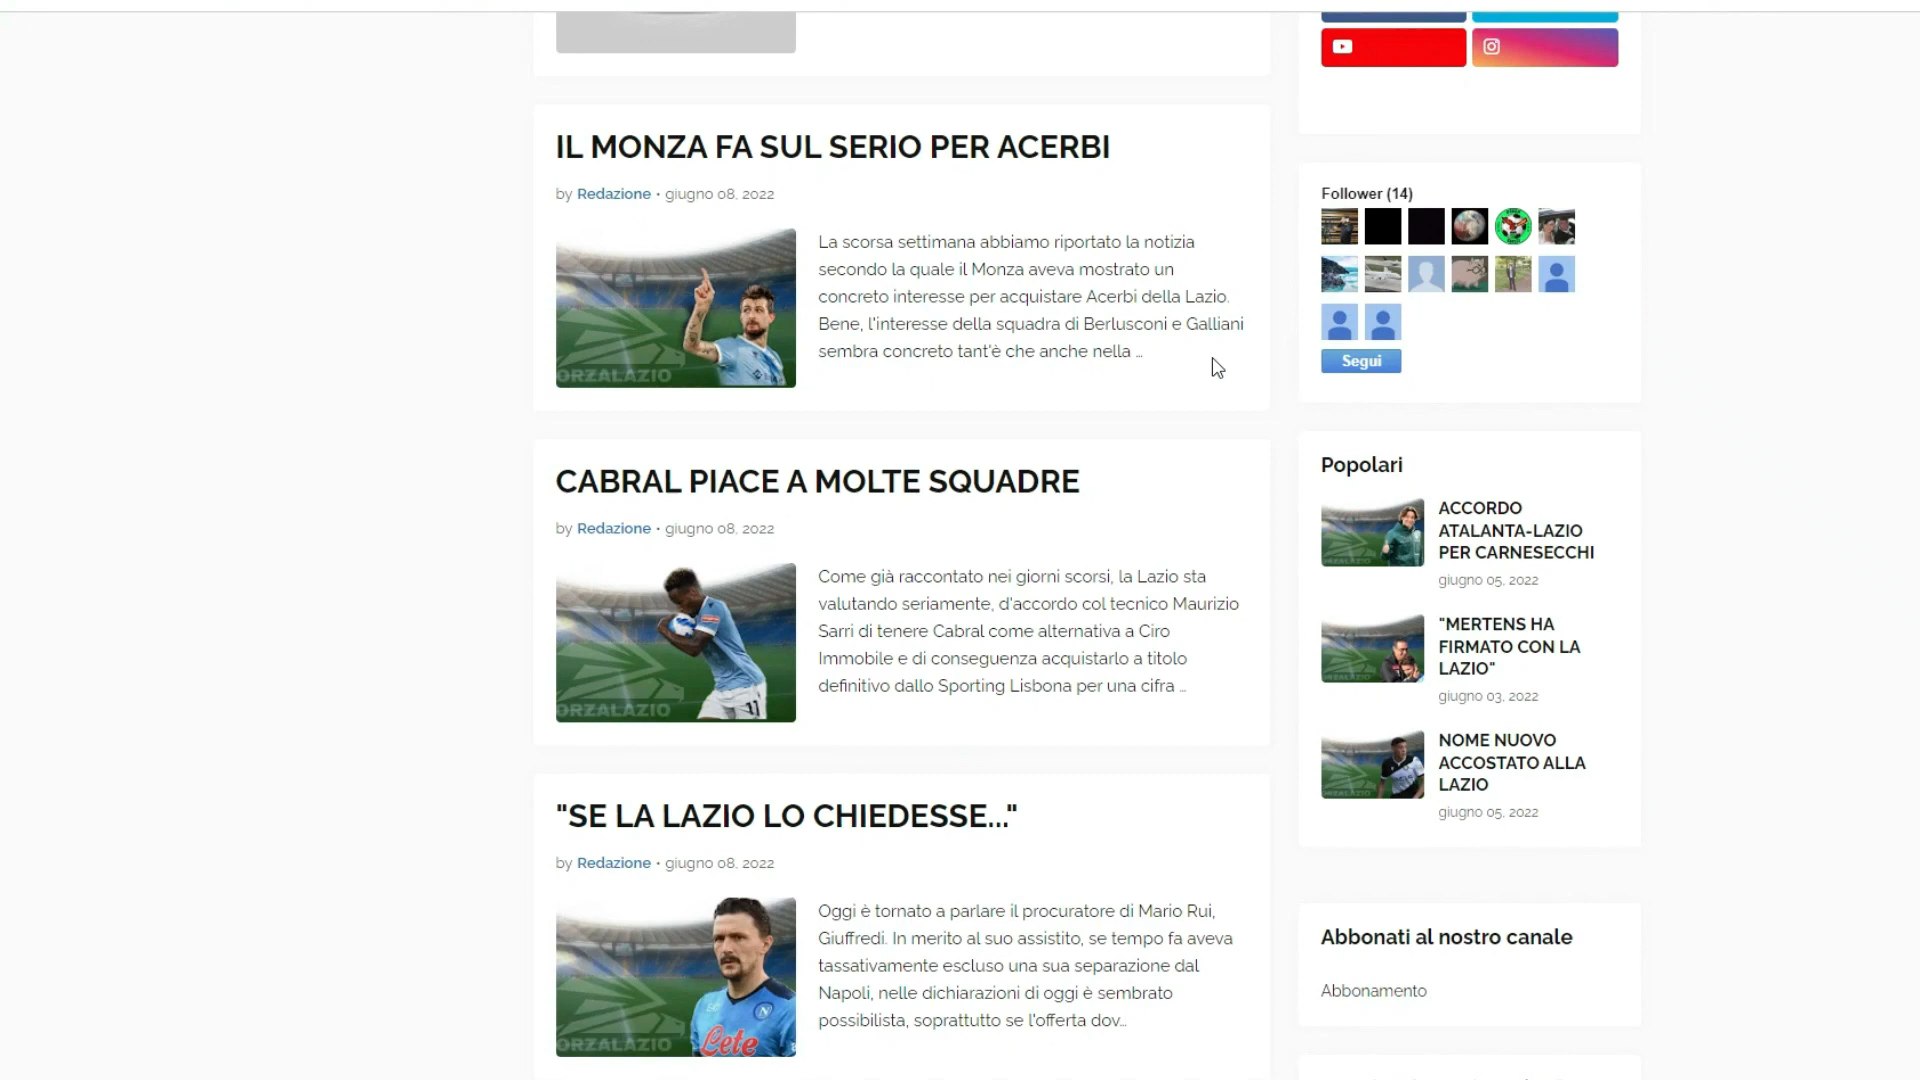 IL MONZA FA SUL SERIO PER ACERBI
by Redazione • giugno 08, 2022
La scorsa settimana abbiamo riportato la notizia
secondo la quale il Monza aveva mostrato un
concreto interesse per acquistare Acerbi della Lazio.
Bene, l'interesse della squadra di Berlusconi e Galliani
sembra concreto tant'è che anche nella ...
ORZALAZIO
CABRAL PIACE A MOLTE SQUADRE
by Redazione • giugno 08, 2022
Come già raccontato nei giorni scorsi, la Lazio sta
valutando seriamente, d'accordo col tecnico Maurizio
Sarri di tenere Cabral come alternativa a Ciro
Immobile e di conseguenza acquistarlo a titolo
definitivo dallo Sporting Lisbona per una cifra ...
11
ORZALAZIO
"SE LA LAZIO LO CHIEDESSE..."
by Redazione • giugno 08, 2022
Oggi è tornato a parlare il procuratore di Mario Rui,
Giuffredi. In merito al suo assistito, se tempo fa aveva
tassativamente escluso una sua separazione dal
Napoli, nelle dichiarazioni di oggi è sembrato
possibilista, soprattutto se l'offerta dov...
N
Lete
ORZALAZIO
Follower (14)
Segui
Popolari
ACCORDO
ATALANTA-LAZIO
PER CARNESECCHI
giugno 05, 2022
"MERTENS HA
FIRMATO CON LA
LAZIO"
giugno 03, 2022
NOME NUOVO
ACCOSTATO ALLA
LAZIO
giugno 05, 2022
Abbonati al nostro canale
Abbonamento